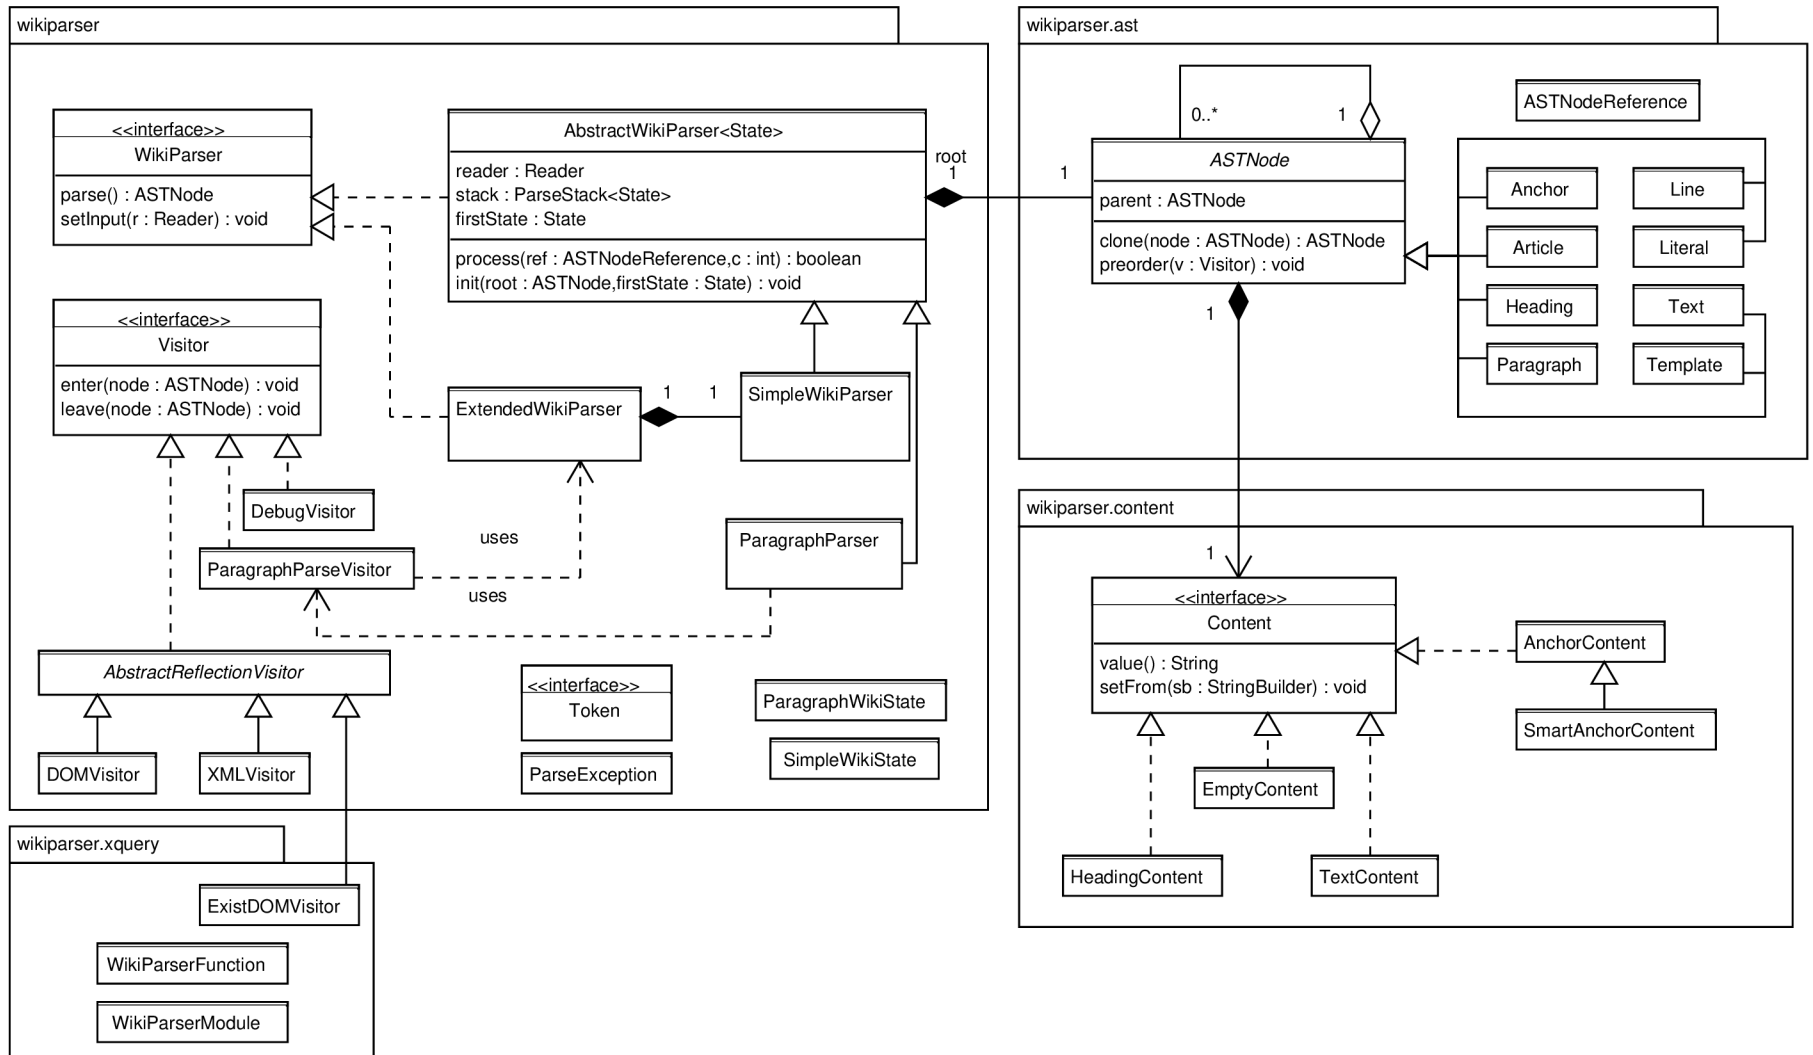 wikiparser
<<interface>>
WikiParser
parse() : ASTNode
setInput(r : Reader) : void
AbstractWikiParser<State>
reader : Reader
stack : ParseStack<State>
firstState : State
process(ref : ASTNodeReference,c : int) : boolean
init(root : ASTNode,firstState : State) : void
root
1
1
<<interface>>
Visitor
enter(node : ASTNode) : void
leave(node : ASTNode) : void
ExtendedWikiParser
1
1
SimpleWikiParser
DebugVisitor
uses
ParagraphParser
ParagraphParseVisitor
uses
AbstractReflectionVisitor
<<interface>>
Token
ParagraphWikiState
DOMVisitor
XMLVisitor
ParseException
SimpleWikiState
wikiparser.xquery
ExistDOMVisitor
WikiParserFunction
WikiParserModule
wikiparser.ast
0..*
1
ASTNodeReference
ASTNode
parent : ASTNode
clone(node : ASTNode) : ASTNode
preorder(v : Visitor) : void
Anchor
Line
Article
Literal
Heading
Text
Paragraph
Template
1
wikiparser.content
1
<<interface>>
Content
value() : String
setFrom(sb : StringBuilder) : void
AnchorContent
SmartAnchorContent
EmptyContent
HeadingContent
TextContent